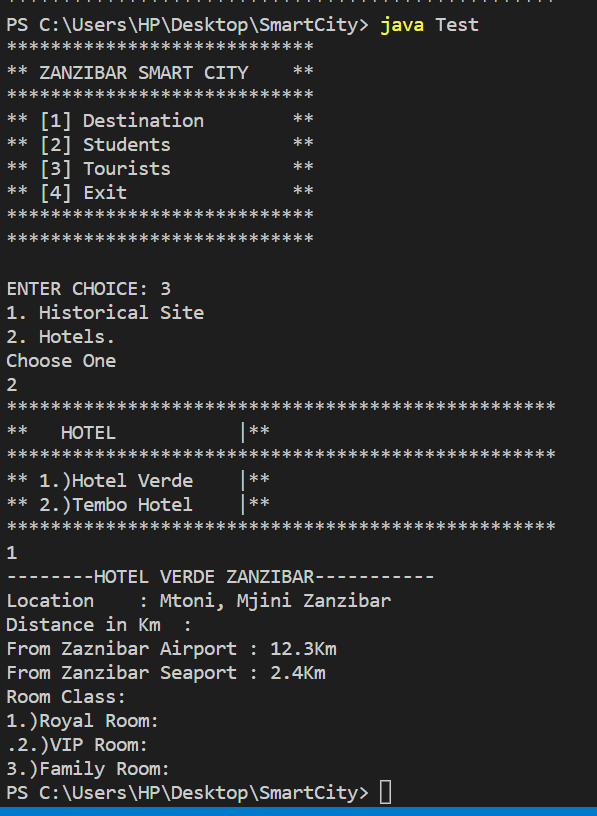 PS C:\Users\HP\Desktop\SmartCity> java Test
****************************
** ZANZIBAR SMART CITY    **
****************************
** [1] Destination        **
** [2] Students           **
** [3] Tourists           **
** [4] Exit               **
****************************
****************************
ENTER CHOICE: 3
1. Historical Site
2. Hotels.
Choose One
2
**************************************************
**   HOTEL           |**
**************************************************
** 1.)Hotel Verde    |**
** 2.)Tembo Hotel    |**
**************************************************
1
--------HOTEL VERDE ZANZIBAR-----------
Location    : Mtoni, Mjini Zanzibar
Distance in Km  :
From Zaznibar Airport : 12.3Km
From Zanzibar Seaport : 2.4Km
Room Class:
1.)Royal Room:
.2.)VIP Room:
3.)Family Room:
PS C:\Users\HP\Desktop\SmartCity>